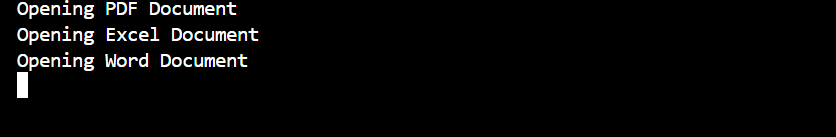 Opening PDF Document
Opening Excel Document
Opening Word Document